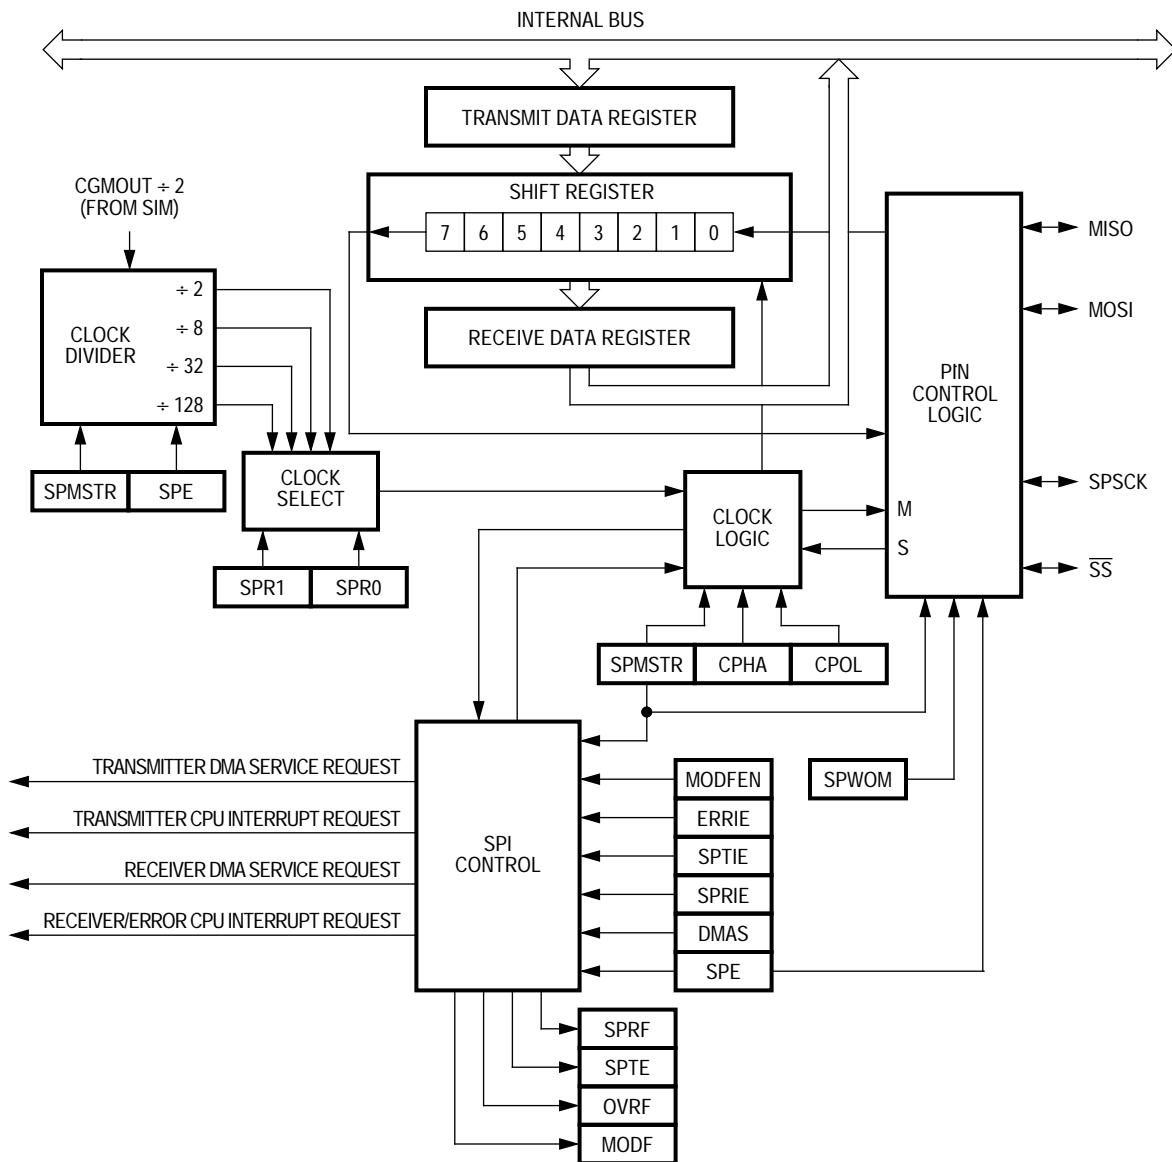 INTERNAL BUS
TRANSMIT DATA REGISTER
CGMOUT ÷ 2
(FROM SIM)
SHIFT REGISTER
7 6 5 4 3 2 1 0
MISO
÷ 2
CLOCK
DIVIDER
÷ 8
÷ 32
÷ 128
RECEIVE DATA REGISTER
MOSI
PIN
CONTROL
LOGIC
SPMSTR SPE
CLOCK
SELECT
SPSCK
CLOCK
LOGIC
M
S
SS
SPR1 SPR0
SPMSTR CPHA CPOL
TRANSMITTER DMA SERVICE REQUEST
TRANSMITTER CPU INTERRUPT REQUEST
RECEIVER DMA SERVICE REQUEST
RECEIVER/ERROR CPU INTERRUPT REQUEST
SPI
CONTROL
MODFEN
ERRIE
SPTIE
SPRIE
DMAS
SPE
SPWOM
SPRF
SPTE
OVRF
MODF